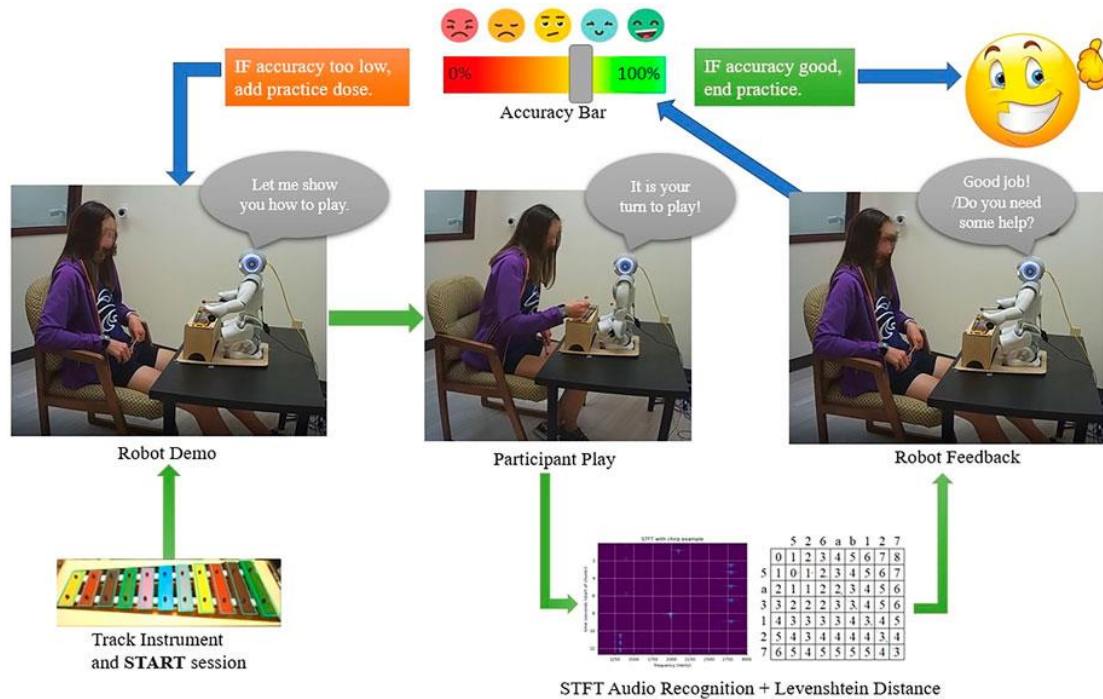 IF accuracy too low,
add practice dose.
0%
100%
Accuracy Bar
IF accuracy good,
end practice.
Let me show
you how to play.
It is your
turn to play!
Good job!
/Do you need
some help?
Robot Demo
Participant Play
Robot Feedback
Track Instrument
and START session
STFT with chirp example
Frequency (Hertz)
5 2 6 a b 1 2 7
0 1 2 3 4 5 6 7 8
5 1 0 1 2 3 4 5 6 7
a 2 1 1 2 2 3 4 5 6
3 3 2 2 2 3 3 4 5 6
1 4 3 3 3 3 4 3 4 5
2 5 4 3 4 4 4 4 3 4
7 6 5 4 5 5 5 5 4 3
STFT Audio Recognition + Levenshtein Distance